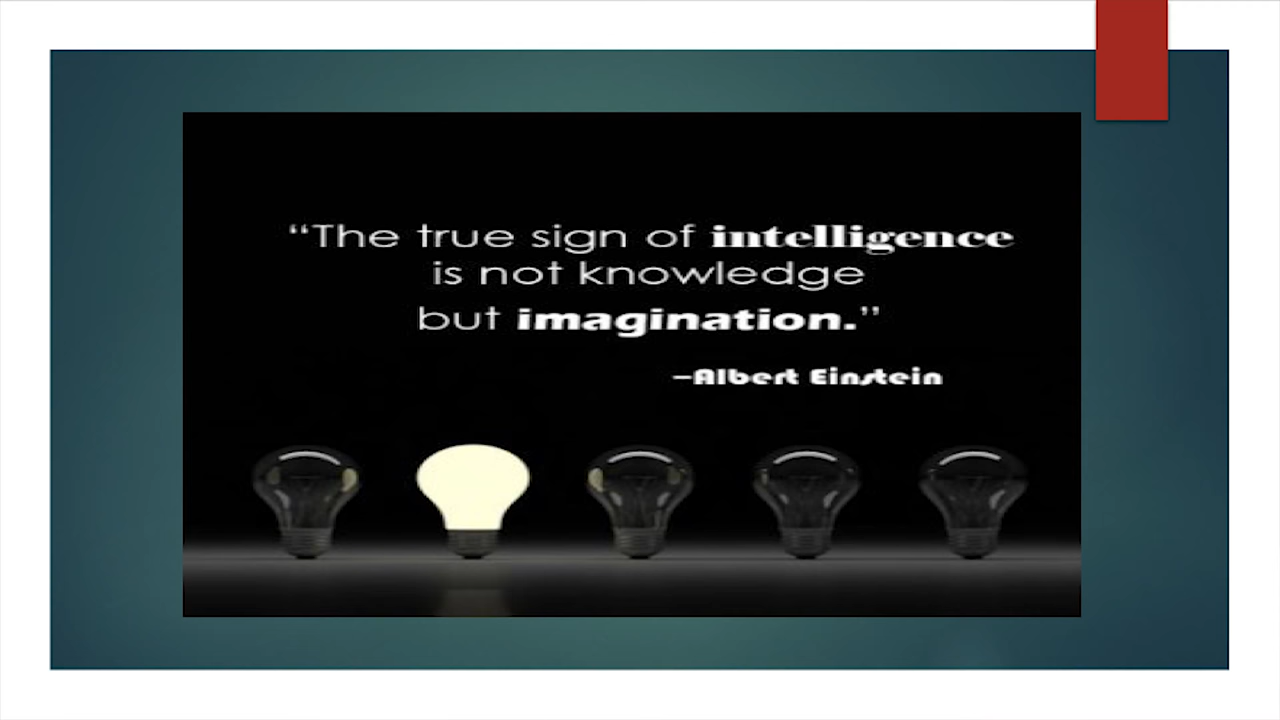 “The true sign of intelligence
is not knowledge
but imagination.”
–Albert Einstein